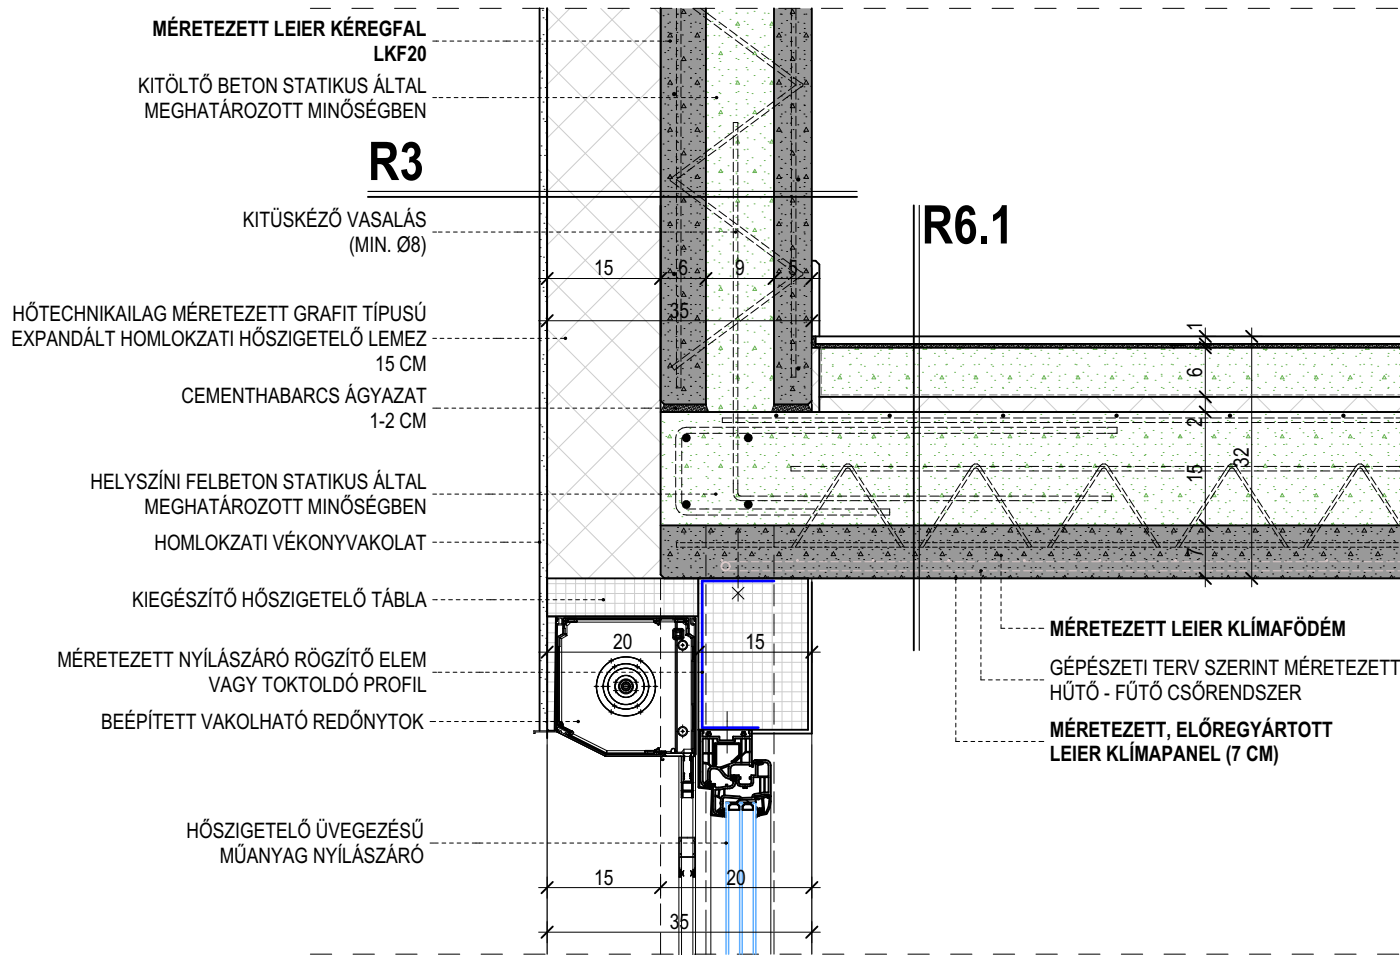 MÉRETEZETT LEIER KÉREGFAL
LKF20
KITÖLTŐ BETON STATIKUS ÁLTAL
MEGHATÁROZOTT MINŐSÉGBEN
R3
KITÜSKÉZŐ VASALÁS
(MIN. Ø8)
R6.1
15 6 9 5
35
HŐTECHNIKAILAG MÉRETEZETT GRAFIT TÍPUSÚ
EXPANDÁLT HOMLOKZATI HŐSZIGETELŐ LEMEZ
15 CM
CEMENTHABARCS ÁGYAZAT
1-2 CM
1
6
2
15
7
32
HELYSZÍNI FELBETON STATIKUS ÁLTAL
MEGHATÁROZOTT MINŐSÉGBEN
HOMLOKZATI VÉKONYVAKOLAT
KIEGÉSZÍTŐ HŐSZIGETELŐ TÁBLA
20 15
MÉRETEZETT NYÍLÁSZÁRÓ RÖGZÍTŐ ELEM
VAGY TOKTOLDÓ PROFIL
BEÉPÍTETT VAKOLHATÓ REDŐNYTOK
MÉRETEZETT LEIER KLÍMAFÖDÉM
GÉPÉSZETI TERV SZERINT MÉRETEZETT
HŰTŐ - FŰTŐ CSŐRENDSZER
MÉRETEZETT, ELŐREGYÁRTOTT
LEIER KLÍMAPANEL (7 CM)
HŐSZIGETELŐ ÜVEGEZÉSŰ
MŰANYAG NYÍLÁSZÁRÓ
15 20
35